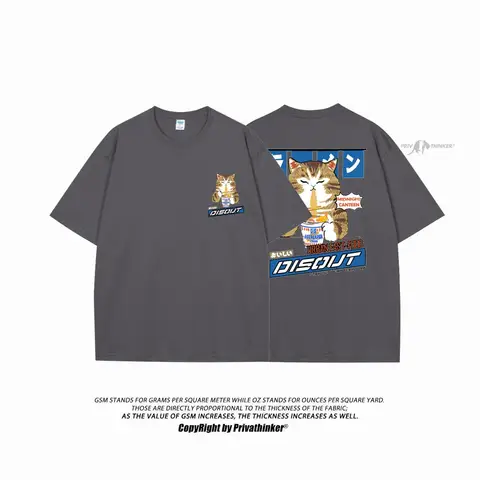 PRIV THINKER®
ラーメン
MIDNIGHT
CANTEEN
おいしい
DISOUT
DISOUT
GSM STANDS FOR GRAMS PER SQUARE METER WHILE OZ STANDS FOR OUNCES PER SQUARE YARD.
THOSE ARE DIRECTLY PROPORTIONAL TO THE THICKNESS OF THE FABRIC;
AS THE VALUE OF GSM INCREASES, THE THICKNESS INCREASES AS WELL.
CopyRight by Privathinker®